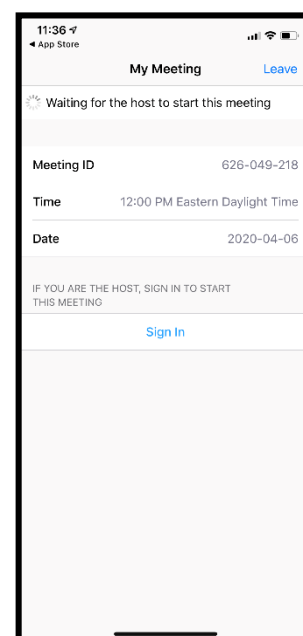 11:36
◀ App Store
My Meeting Leave
Waiting for the host to start this meeting
Meeting ID 626-049-218
Time 12:00 PM Eastern Daylight Time
Date 2020-04-06
IF YOU ARE THE HOST, SIGN IN TO START
THIS MEETING
Sign In